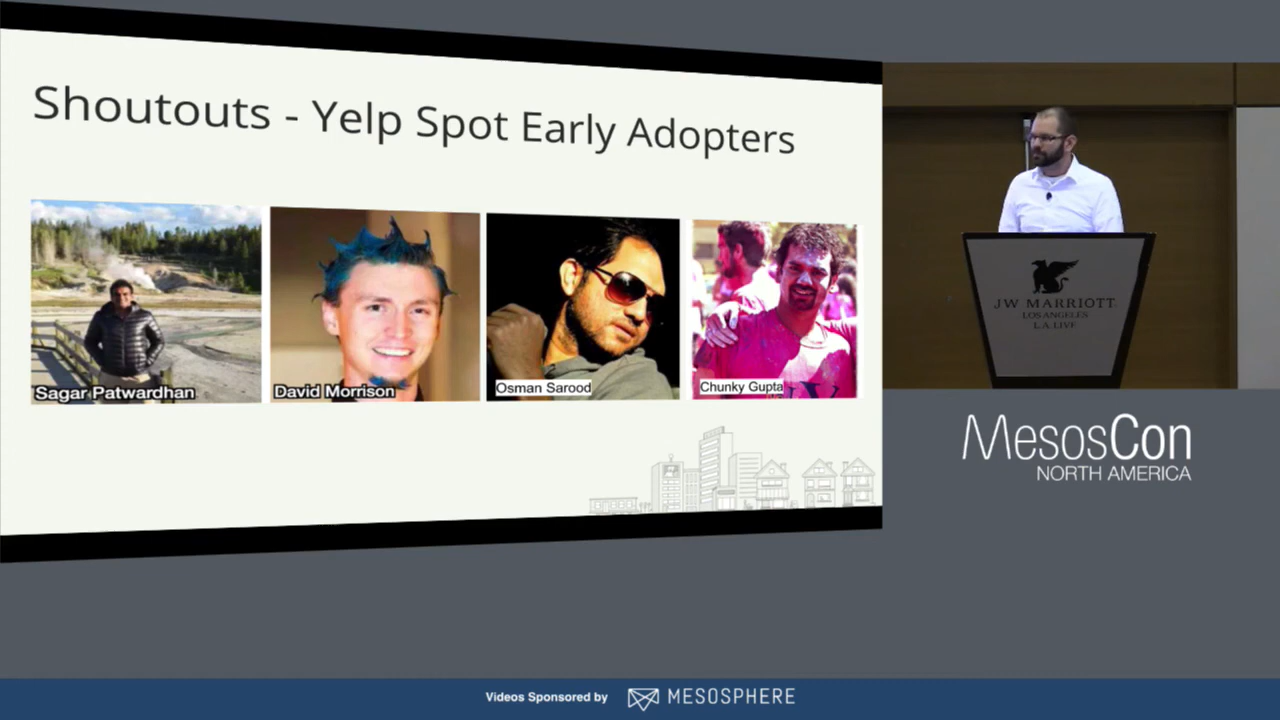 Shoutouts - Yelp Spot Early Adopters
Sagar Patwardhan
David Morrison
Osman Sarood
Chunky Gupta
JW MARRIOTT
LOS ANGELES
L.A. LIVE
MesosCon
NORTH AMERICA
Videos Sponsored by MESOSPHERE